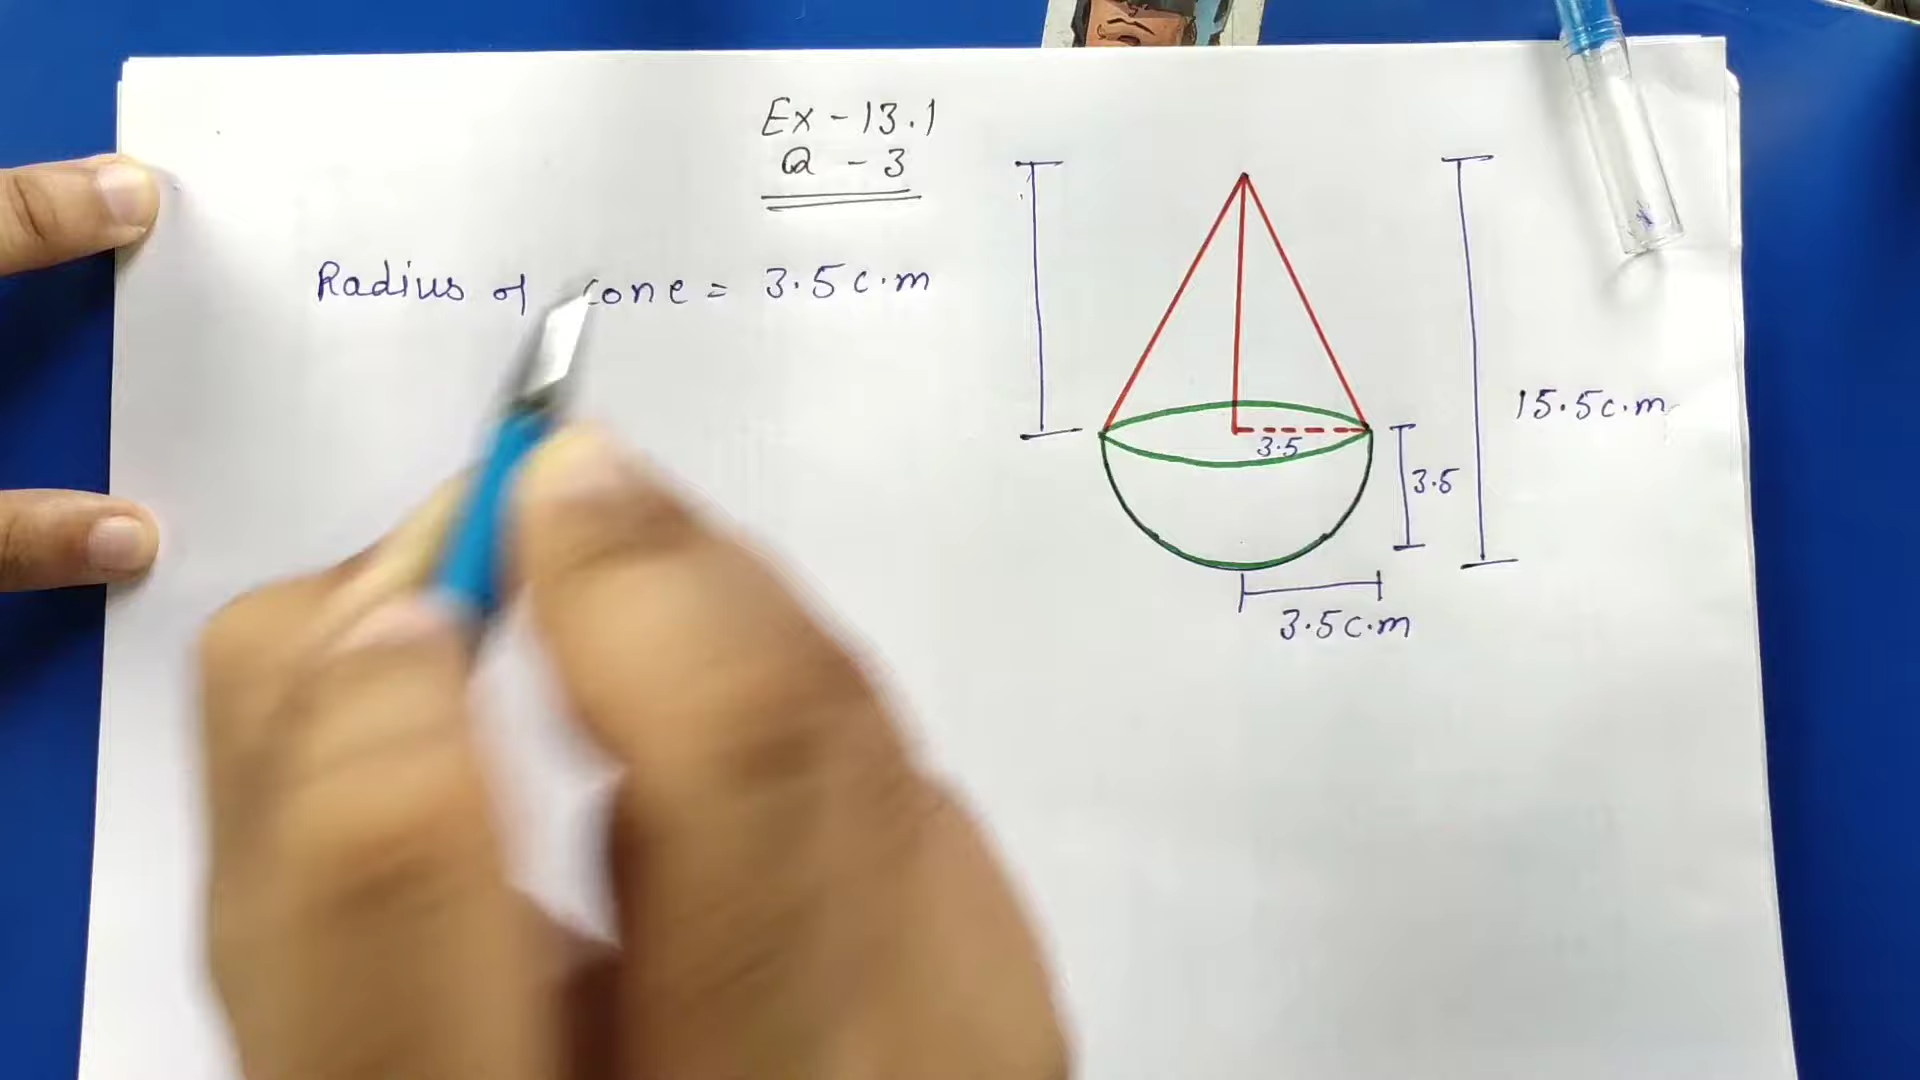 Ex - 13.1
Q - 3
Radius of cone = 3.5 c.m
15.5 c.m
3.5
3.5
3.5 c.m